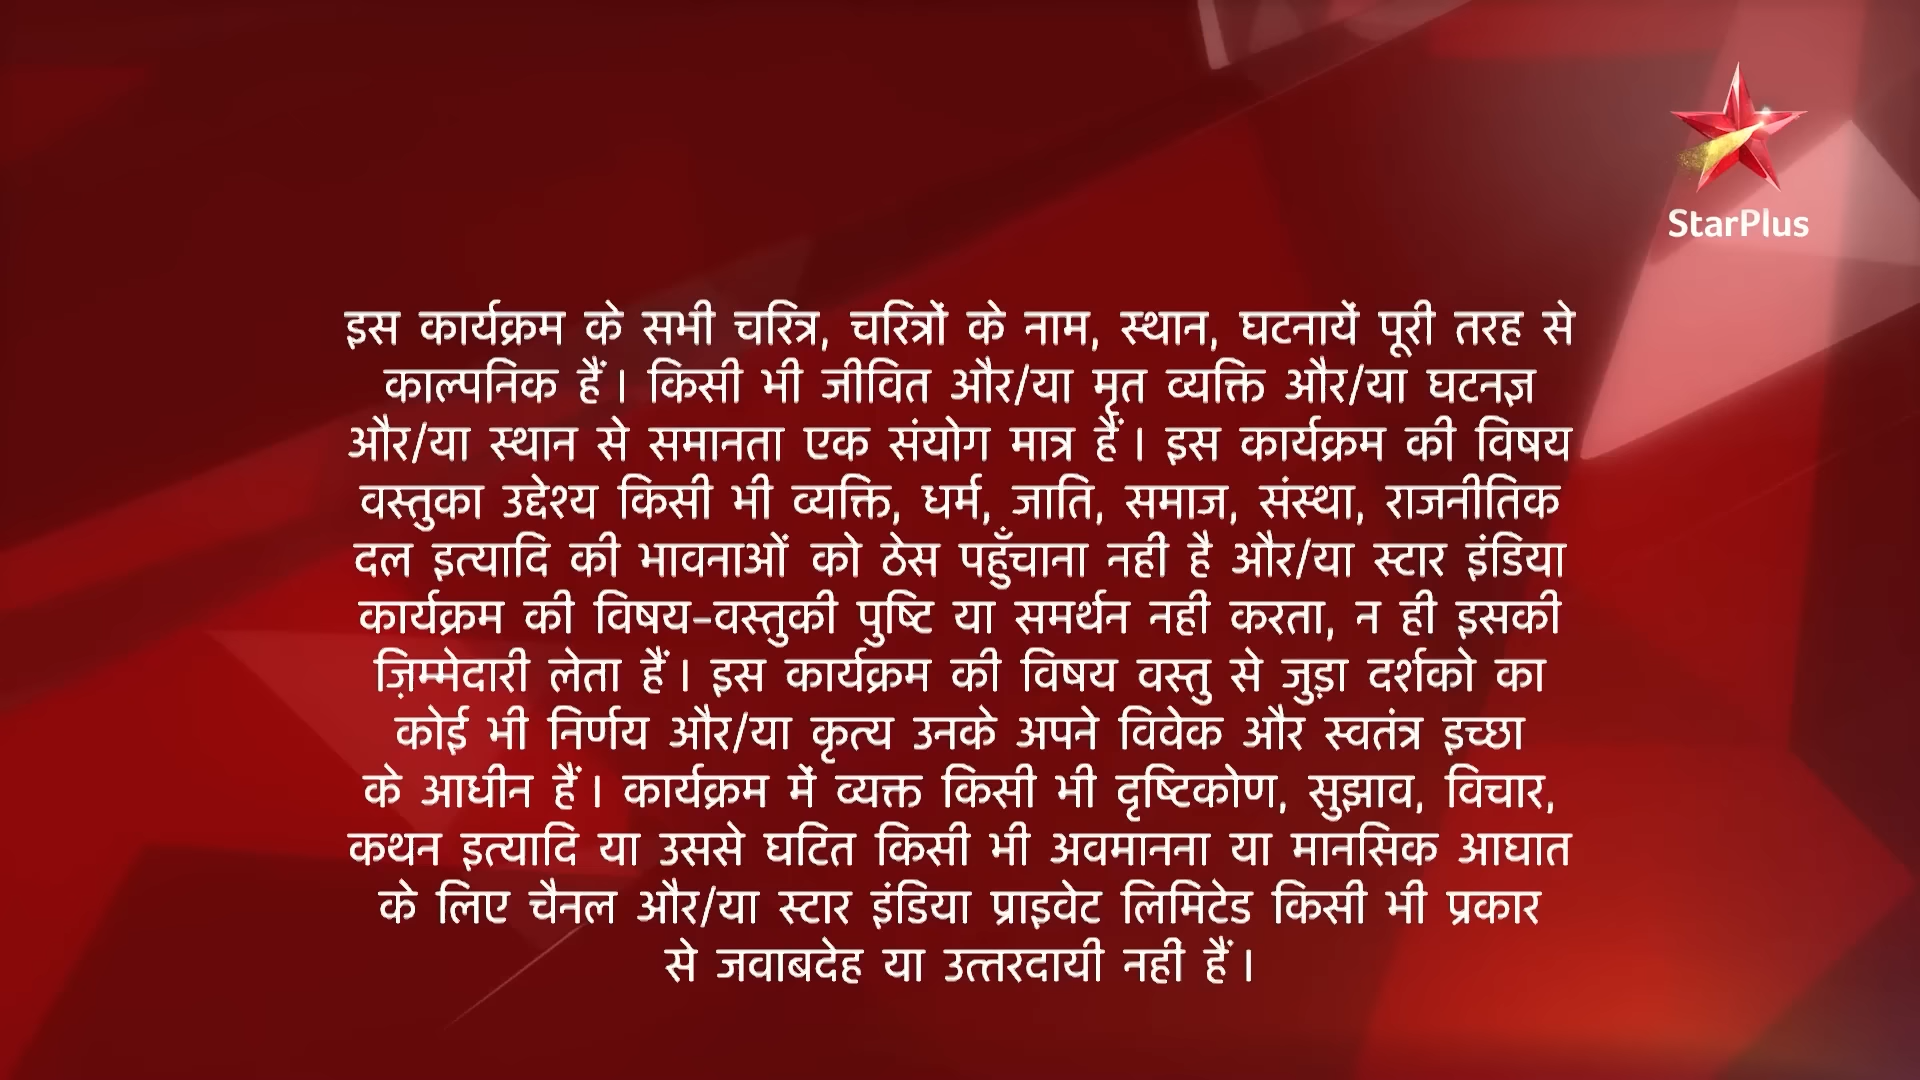 StarPlus
इस कार्यक्रम के सभी चरित्र, चरित्रों के नाम, स्थान, घटनायें पूरी तरह से
काल्पनिक हैं। किसी भी जीवित और/या मृत व्यक्ति और/या घटनज्ञ
और/या स्थान से समानता एक संयोग मात्र हैं। इस कार्यक्रम की विषय
वस्तुका उद्देश्य किसी भी व्यक्ति, धर्म, जाति, समाज, संस्था, राजनीतिक
दल इत्यादि की भावनाओं को ठेस पहुँचाना नही है और/या स्टार इंडिया
कार्यक्रम की विषय-वस्तुकी पुष्टि या समर्थन नहीं करता, न ही इसकी
ज़िम्मेदारी लेता हैं। इस कार्यक्रम की विषय वस्तु से जुड़ा दर्शको का
कोई भी निर्णय और/या कृत्य उनके अपने विवेक और स्वतंत्र इच्छा
के आधीन हैं। कार्यक्रम में व्यक्त किसी भी दृष्टिकोण, सुझाव, विचार,
कथन इत्यादि या उससे घटित किसी भी अवमानना या मानसिक आघात
के लिए चैनल और/या स्टार इंडिया प्राइवेट लिमिटेड किसी भी प्रकार
से जवाबदेह या उत्तरदायी नही हैं।